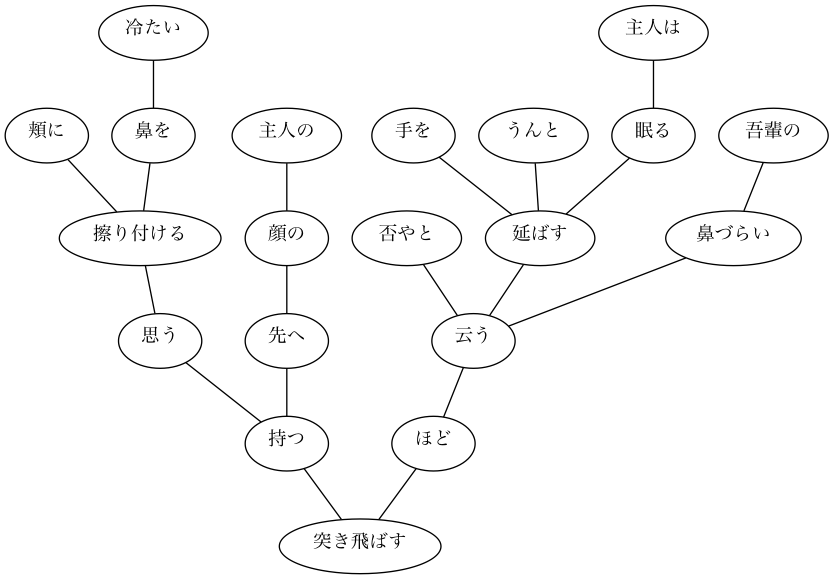 冷たい
主人は
頬に
鼻を
主人の
手を
うんと
眠る
吾輩の
擦り付ける
顔の
否やと
延ばす
鼻づらい
思う
先へ
云う
持つ
ほど
突き飛ばす